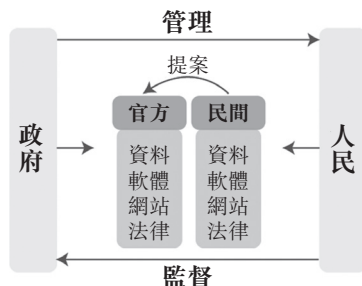 管理
提案
政府
官方
資料
軟體
網站
法律
民間
資料
軟體
網站
法律
人民
監督